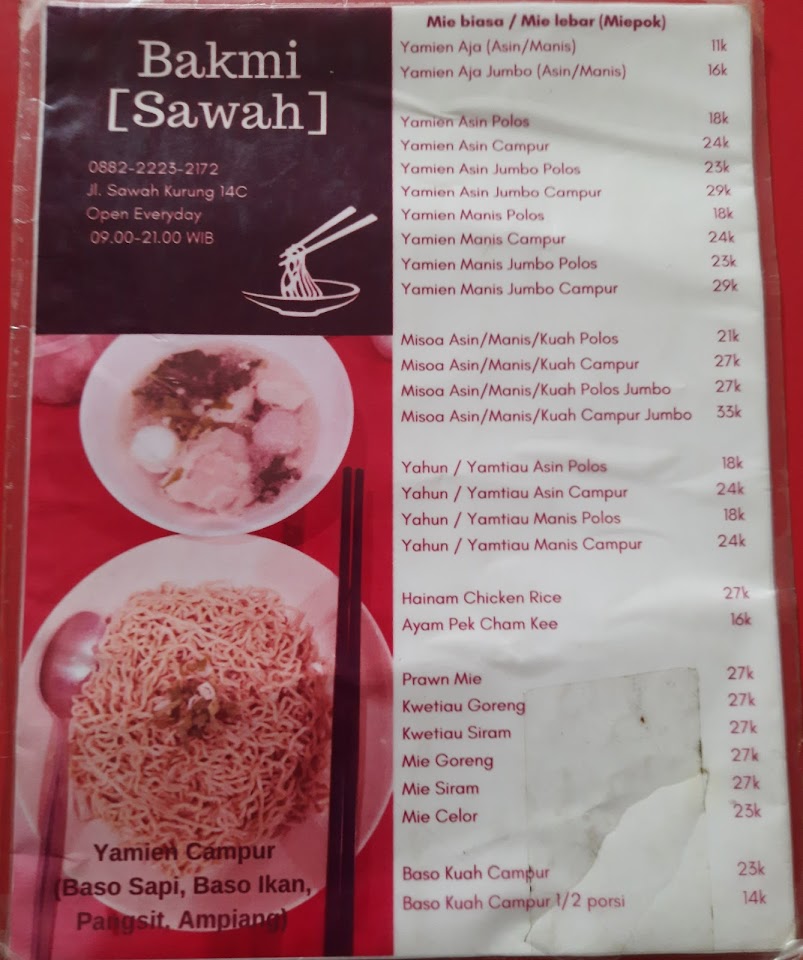 Bakmi
[Sawah]
0882-2223-2172
Jl. Sawah Kurung 14C
Open Everyday
09.00-21.00 WIB
Yamien Campur
(Baso Sapi, Baso Ikan,
Pangsit, Ampiang)
Mie biasa / Mie lebar (Miepok)
Yamien Aja (Asin/Manis) 11k
Yamien Aja Jumbo (Asin/Manis) 16k
Yamien Asin Polos 18k
Yamien Asin Campur 24k
Yamien Asin Jumbo Polos 23k
Yamien Asin Jumbo Campur 29k
Yamien Manis Polos 18k
Yamien Manis Campur 24k
Yamien Manis Jumbo Polos 23k
Yamien Manis Jumbo Campur 29k
Misoa Asin/Manis/Kuah Polos 21k
Misoa Asin/Manis/Kuah Campur 27k
Misoa Asin/Manis/Kuah Polos Jumbo 27k
Misoa Asin/Manis/Kuah Campur Jumbo 33k
Yahun / Yamtiau Asin Polos 18k
Yahun / Yamtiau Asin Campur 24k
Yahun / Yamtiau Manis Polos 18k
Yahun / Yamtiau Manis Campur 24k
Hainam Chicken Rice 27k
Ayam Pek Cham Kee 16k
Prawn Mie 27k
Kwetiau Goreng 27k
Kwetiau Siram 27k
Mie Goreng 27k
Mie Siram 27k
Mie Celor 23k
Baso Kuah Campur 23k
Baso Kuah Campur 1/2 porsi 14k